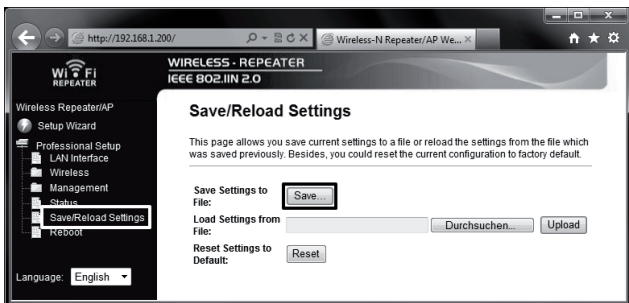 http://192.168.1.200/
Wireless-N Repeater/AP We...
WiFi
REPEATER
WIRELESS - REPEATER
IEEE 802.11N 2.0
Wireless Repeater/AP
Setup Wizard
Professional Setup
LAN Interface
Wireless
Management
Status
Save/Reload Settings
Reboot
Language: English
Save/Reload Settings
This page allows you save current settings to a file or reload the settings from the file which
was saved previously. Besides, you could reset the current configuration to factory default.
Save Settings to
File:
Save...
Load Settings from
File:
Durchsuchen...
Upload
Reset Settings to
Default:
Reset